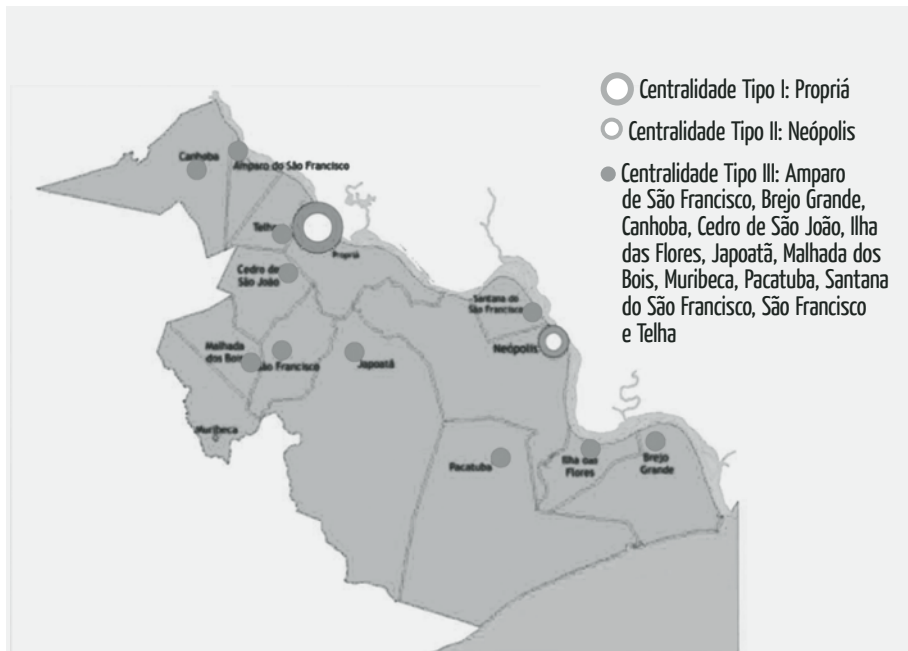 Centralidade Tipo I: Propriá
Centralidade Tipo II: Neópolis
Centralidade Tipo III: Amparo
de São Francisco, Brejo Grande,
Canhoba, Cedro de São João, Ilha
das Flores, Japoatã, Malhada dos
Bois, Muribeca, Pacatuba, Santana
do São Francisco, São Francisco
e Telha
Canhoba
Amparo do São Francisco
Telha
Propriá
Cedro de
São João
Santana do
São Francisco
Neópolis
Malhada
dos Bois
São Francisco
Japoatã
Muribeca
Pacatuba
Ilha das
Flores
Brejo
Grande